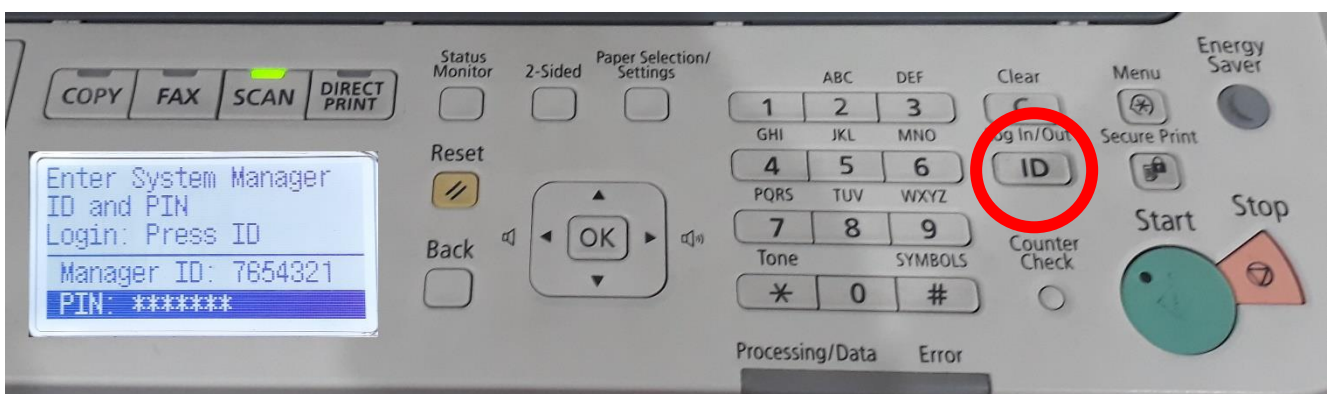 COPY FAX SCAN DIRECT PRINT
Enter System Manager
ID and PIN
Login: Press ID
Manager ID: 7654321
PIN: *******
Status Monitor
2-Sided
Paper Selection/ Settings
Reset
Back
OK
ABC DEF
1 2 3
GHI JKL MNO
4 5 6
PQRS TUV WXYZ
7 8 9
Tone SYMBOLS
* 0 #
Processing/Data Error
Clear
C
Log In/Out
ID
Counter Check
Menu
Secure Print
Energy Saver
Start
Stop